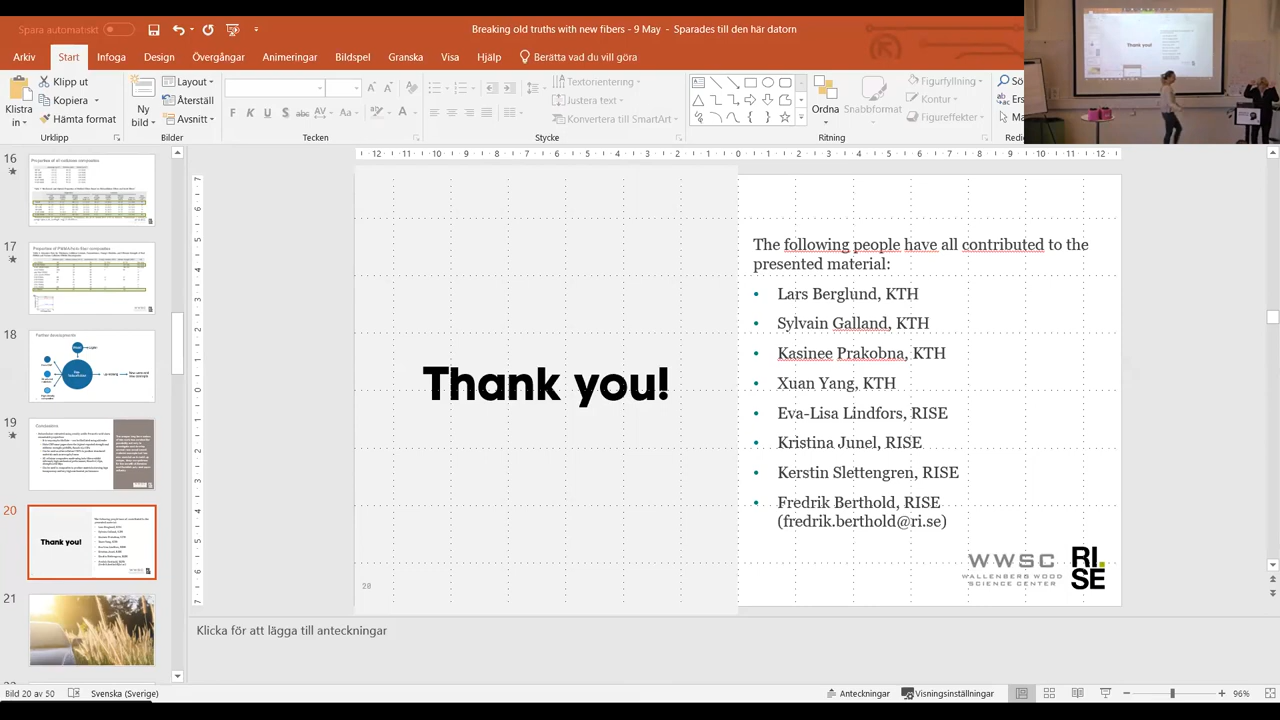 Spara automatiskt
Breaking old truths with new fibers - 9 May - Sparades till den här datorn
Arkiv
Start
Infoga
Design
Övergångar
Animeringar
Bildspel
Granska
Visa
Hjälp
Berätta vad du vill göra
Klistra
in
Klipp ut
Kopiera
Hämta format
Urklipp
Ny
bild
Layout
Återställ
Avsnitt
Bilder
Tecken
Textorientering
Justera text
Konvertera till SmartArt
Stycke
Ordna
Snabbformat
Figurfyllning
Kontur
Figureffekter
Ritning
16
17
18
19
20
21
Thank you!
The following people have all contributed to the
presented material:
• Lars Berglund, KTH
• Sylvain Galland, KTH
• Kasinee Prakobna, KTH
• Xuan Yang, KTH
• Eva-Lisa Lindfors, RISE
• Kristina Junel, RISE
• Kerstin Slettengren, RISE
• Fredrik Berthold, RISE
(fredrik.berthold@ri.se)
20
WWSC
WALLENBERG WOOD
SCIENCE CENTER
RI.
SE
Klicka för att lägga till anteckningar
Bild 20 av 50
Svenska (Sverige)
Anteckningar
Visningsinställningar
96%